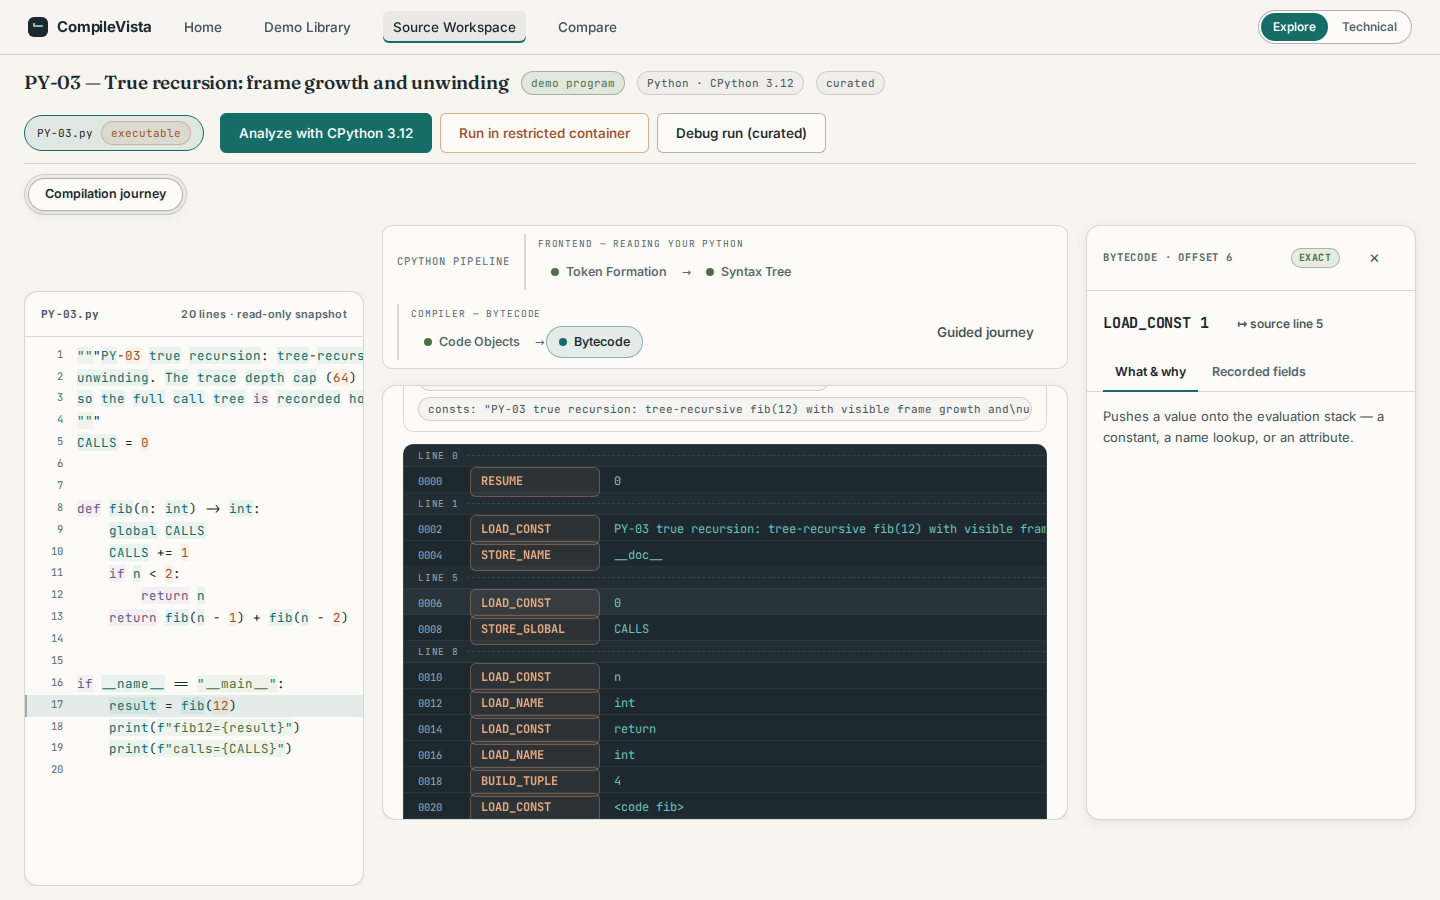 CompileVista
Home
Demo Library
Source Workspace
Compare
Explore
Technical
PY-03 — True recursion: frame growth and unwinding
demo program
Python · CPython 3.12
curated
PY-03.py
executable
Analyze with CPython 3.12
Run in restricted container
Debug run (curated)
Compilation journey
PY-03.py
20 lines · read-only snapshot
1 """PY-03 true recursion: tree-recurs
2 unwinding. The trace depth cap (64)
3 so the full call tree is recorded ho
4 """
5 CALLS = 0
6
7
8 def fib(n: int) -> int:
9 global CALLS
10 CALLS += 1
11 if n < 2:
12 return n
13 return fib(n - 1) + fib(n - 2)
14
15
16 if __name__ == "__main__":
17 result = fib(12)
18 print(f"fib12={result}")
19 print(f"calls={CALLS}")
20
CPYTHON PIPELINE
FRONTEND — READING YOUR PYTHON
Token Formation → Syntax Tree
COMPILER — BYTECODE
Code Objects → Bytecode
Guided journey
consts: "PY-03 true recursion: tree-recursive fib(12) with visible frame growth and\nu
LINE 0
0000 RESUME 0
LINE 1
0002 LOAD_CONST PY-03 true recursion: tree-recursive fib(12) with visible fram
0004 STORE_NAME __doc__
LINE 5
0006 LOAD_CONST 0
0008 STORE_GLOBAL CALLS
LINE 8
0010 LOAD_CONST n
0012 LOAD_NAME int
0014 LOAD_CONST return
0016 LOAD_NAME int
0018 BUILD_TUPLE 4
0020 LOAD_CONST <code fib>
BYTECODE · OFFSET 6
EXACT
×
LOAD_CONST 1
↦ source line 5
What & why
Recorded fields
Pushes a value onto the evaluation stack — a
constant, a name lookup, or an attribute.